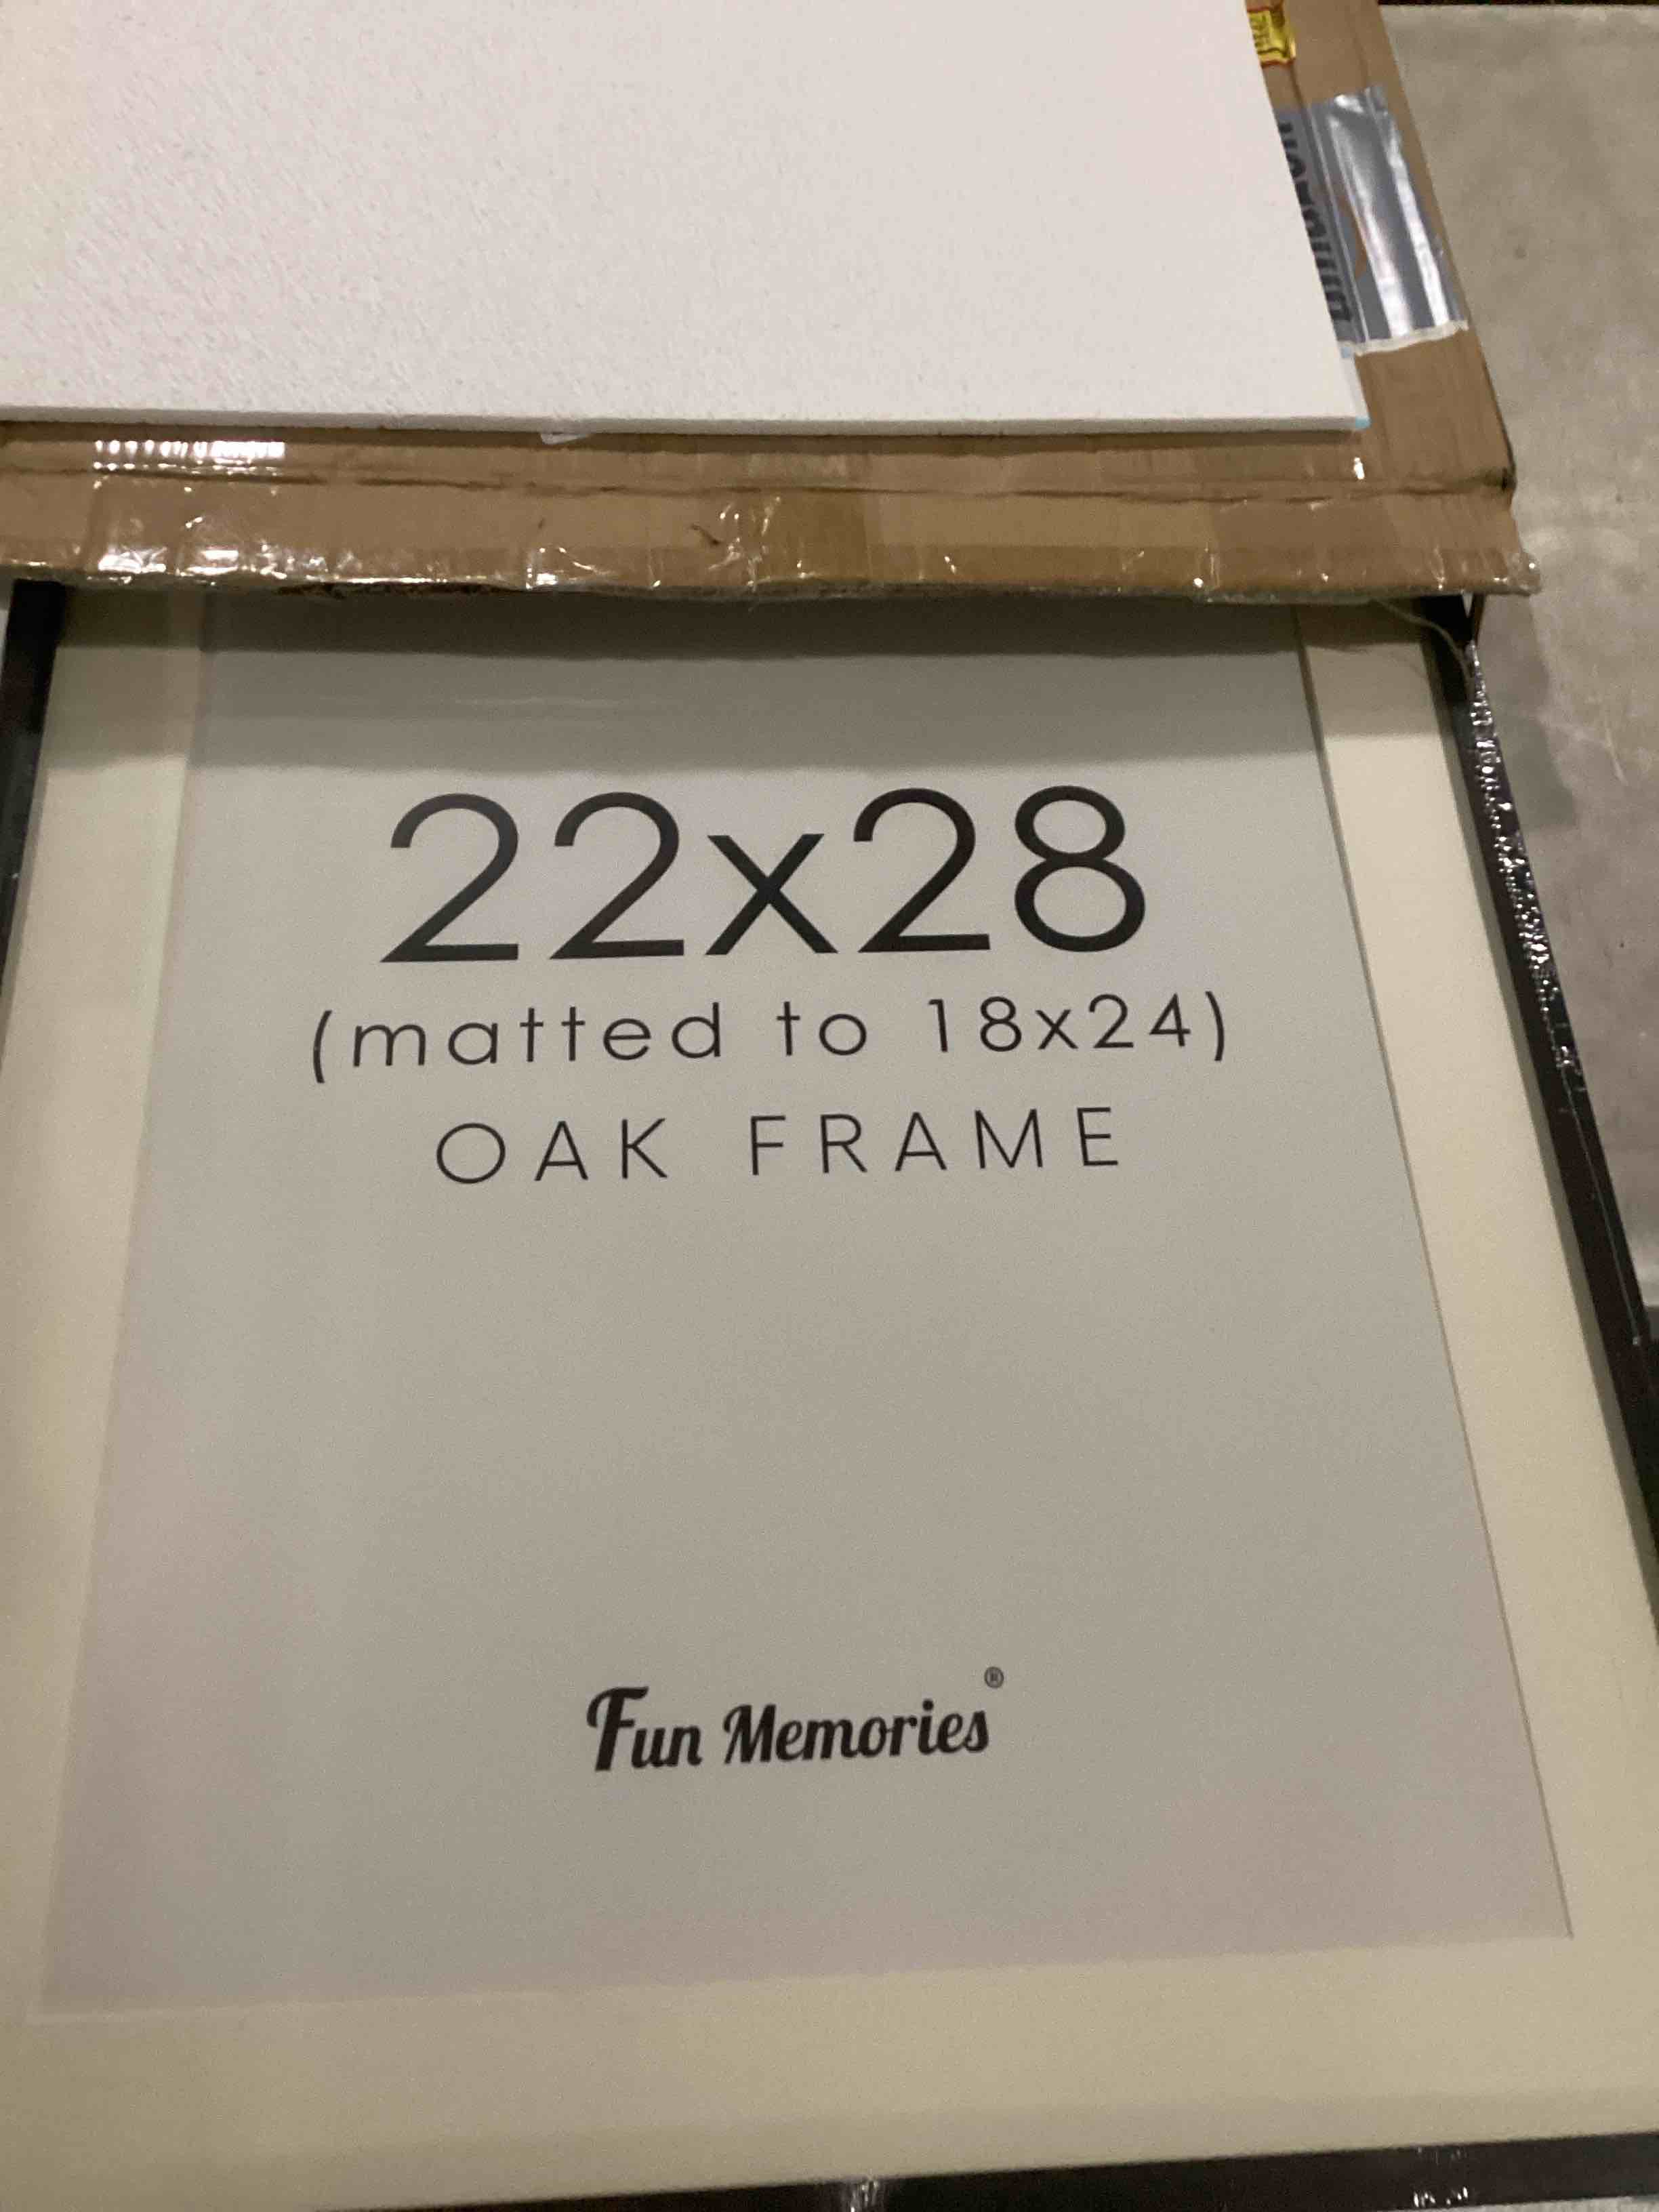 22x28
(matted to 18x24)
OAK FRAME
Fun Memories®